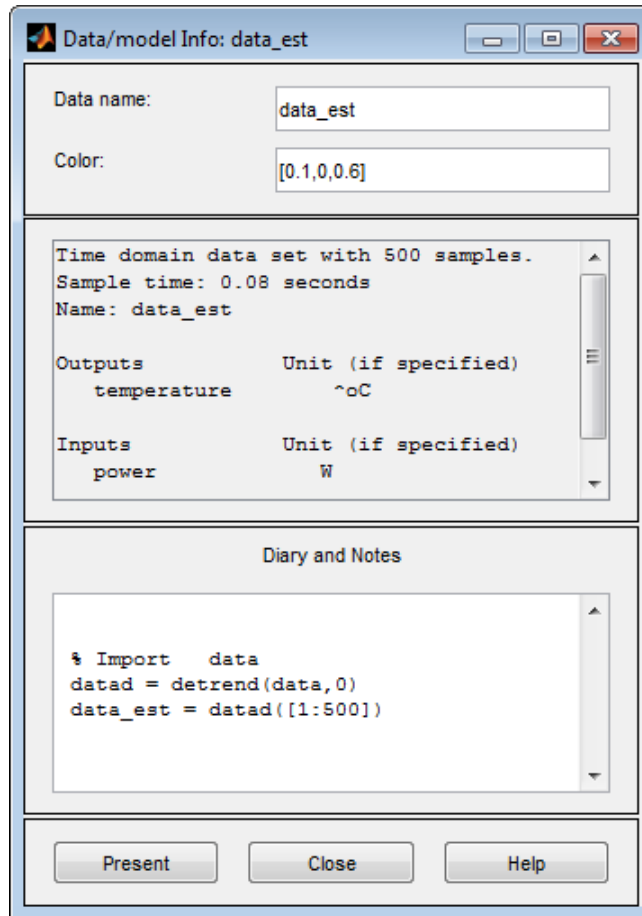 Data/model Info: data_est
Data name:
data_est
Color:
[0.1,0,0.6]
Time domain data set with 500 samples.
Sample time: 0.08 seconds
Name: data_est
Outputs Unit (if specified)
temperature ^oC
Inputs Unit (if specified)
power W
Diary and Notes
% Import data
datad = detrend(data,0)
data_est = datad([1:500])
Present Close Help